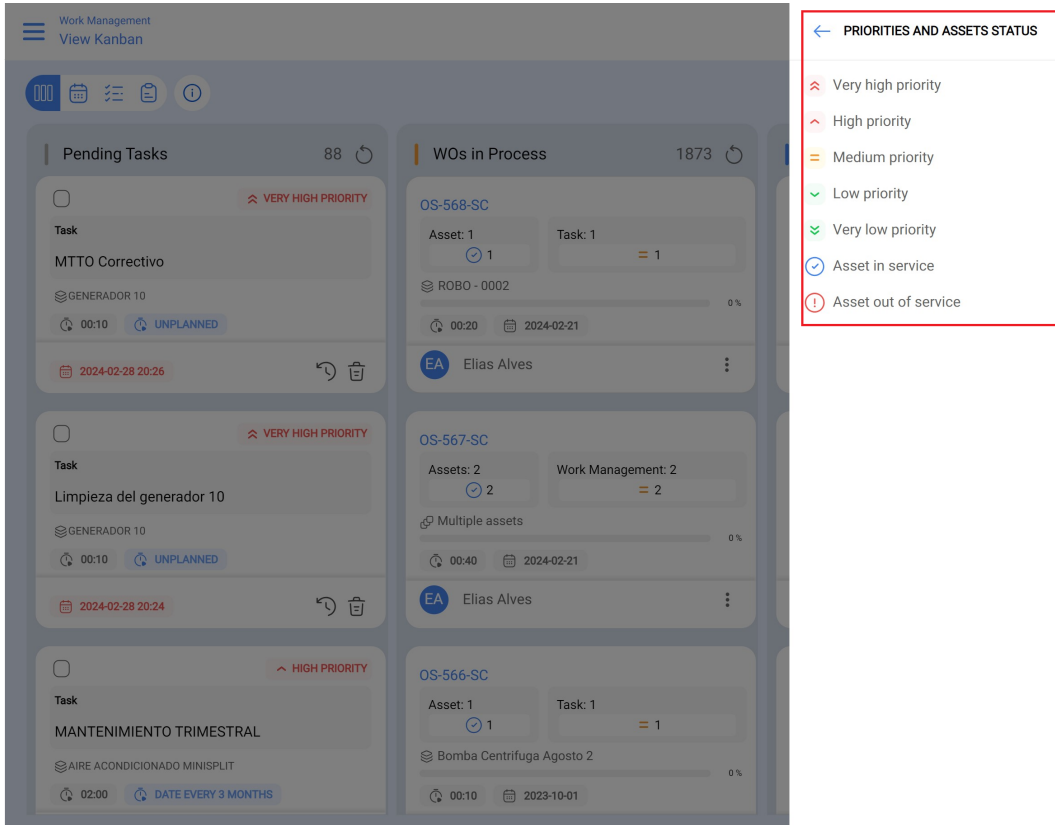 Work Management
View Kanban
PRIORITIES AND ASSETS STATUS
Very high priority
High priority
Medium priority
Low priority
Very low priority
Asset in service
Asset out of service
Pending Tasks 88
VERY HIGH PRIORITY
Task
MTTO Correctivo
GENERADOR 10
00:10 UNPLANNED
2024-02-28 20:26
VERY HIGH PRIORITY
Task
Limpieza del generador 10
GENERADOR 10
00:10 UNPLANNED
2024-02-28 20:24
HIGH PRIORITY
Task
MANTENIMIENTO TRIMESTRAL
AIRE ACONDICIONADO MINISPLIT
02:00 DATE EVERY 3 MONTHS
WOs in Process 1873
OS-568-SC
Asset: 1 Task: 1
1 1
ROBO - 0002
0 %
00:20 2024-02-21
EA Elias Alves
OS-567-SC
Assets: 2 Work Management: 2
2 2
Multiple assets
0 %
00:40 2024-02-21
EA Elias Alves
OS-566-SC
Asset: 1 Task: 1
1 1
Bomba Centrifuga Agosto 2
0 %
00:10 2023-10-01